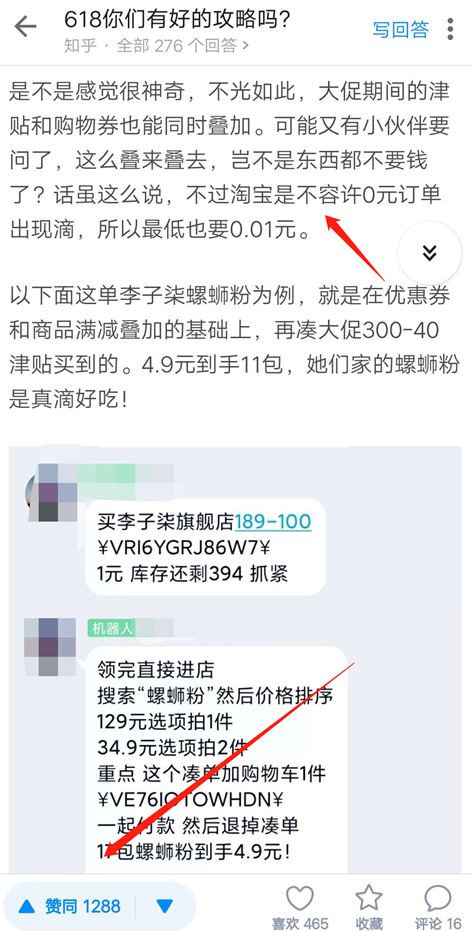 618你们有好的攻略吗?
知乎 · 全部 276 个回答 >
写回答
是不是感觉很神奇，不光如此，大促期间的津
贴和购物券也能同时叠加。可能又有小伙伴要
问了，这么叠来叠去，岂不是东西都不要钱
了？话虽这么说，不过淘宝是不容许0元订单
出现滴，所以最低也要0.01元。
以下面这单李子柒螺蛳粉为例，就是在优惠券
和商品满减叠加的基础上，再凑大促300-40
津贴买到的。4.9元到手11包，她们家的螺蛳粉
是真滴好吃！
买李子柒旗舰店189-100
¥VRI6YGRJ86W7¥
1元 库存还剩394 抓紧
机器人
领完直接进店
搜索“螺蛳粉”然后价格排序
129元选项拍1件
34.9元选项拍2件
重点 这个凑单加购物车1件
¥VE76IOTOWHDN¥
一起付款 然后退掉凑单
11包螺蛳粉到手4.9元！
赞同 1288
喜欢 465
收藏
评论 16